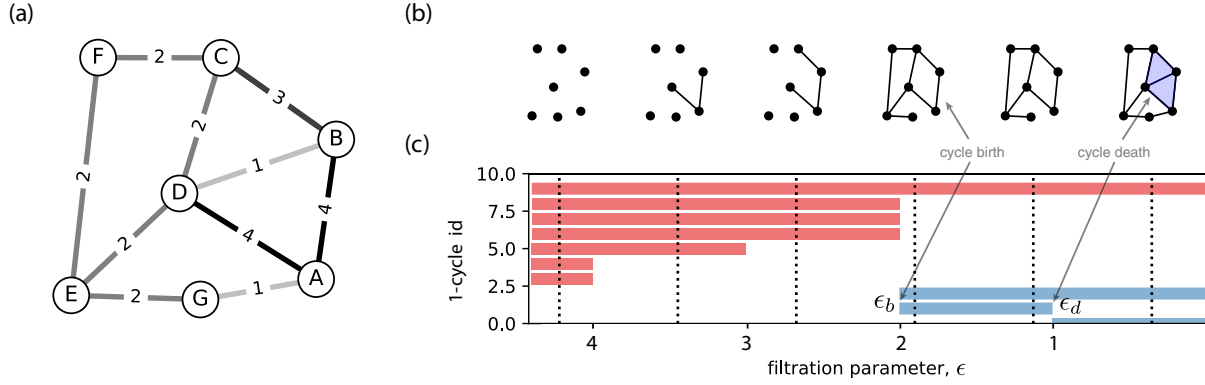 (a)
F
2
C
3
B
2
2
1
D
4
4
2
E
2
G
1
A
(b)
cycle birth
cycle death
(c)
10.0
7.5
5.0
2.5
0.0
1-cycle id
ϵb
ϵd
4
3
2
1
filtration parameter, ϵ